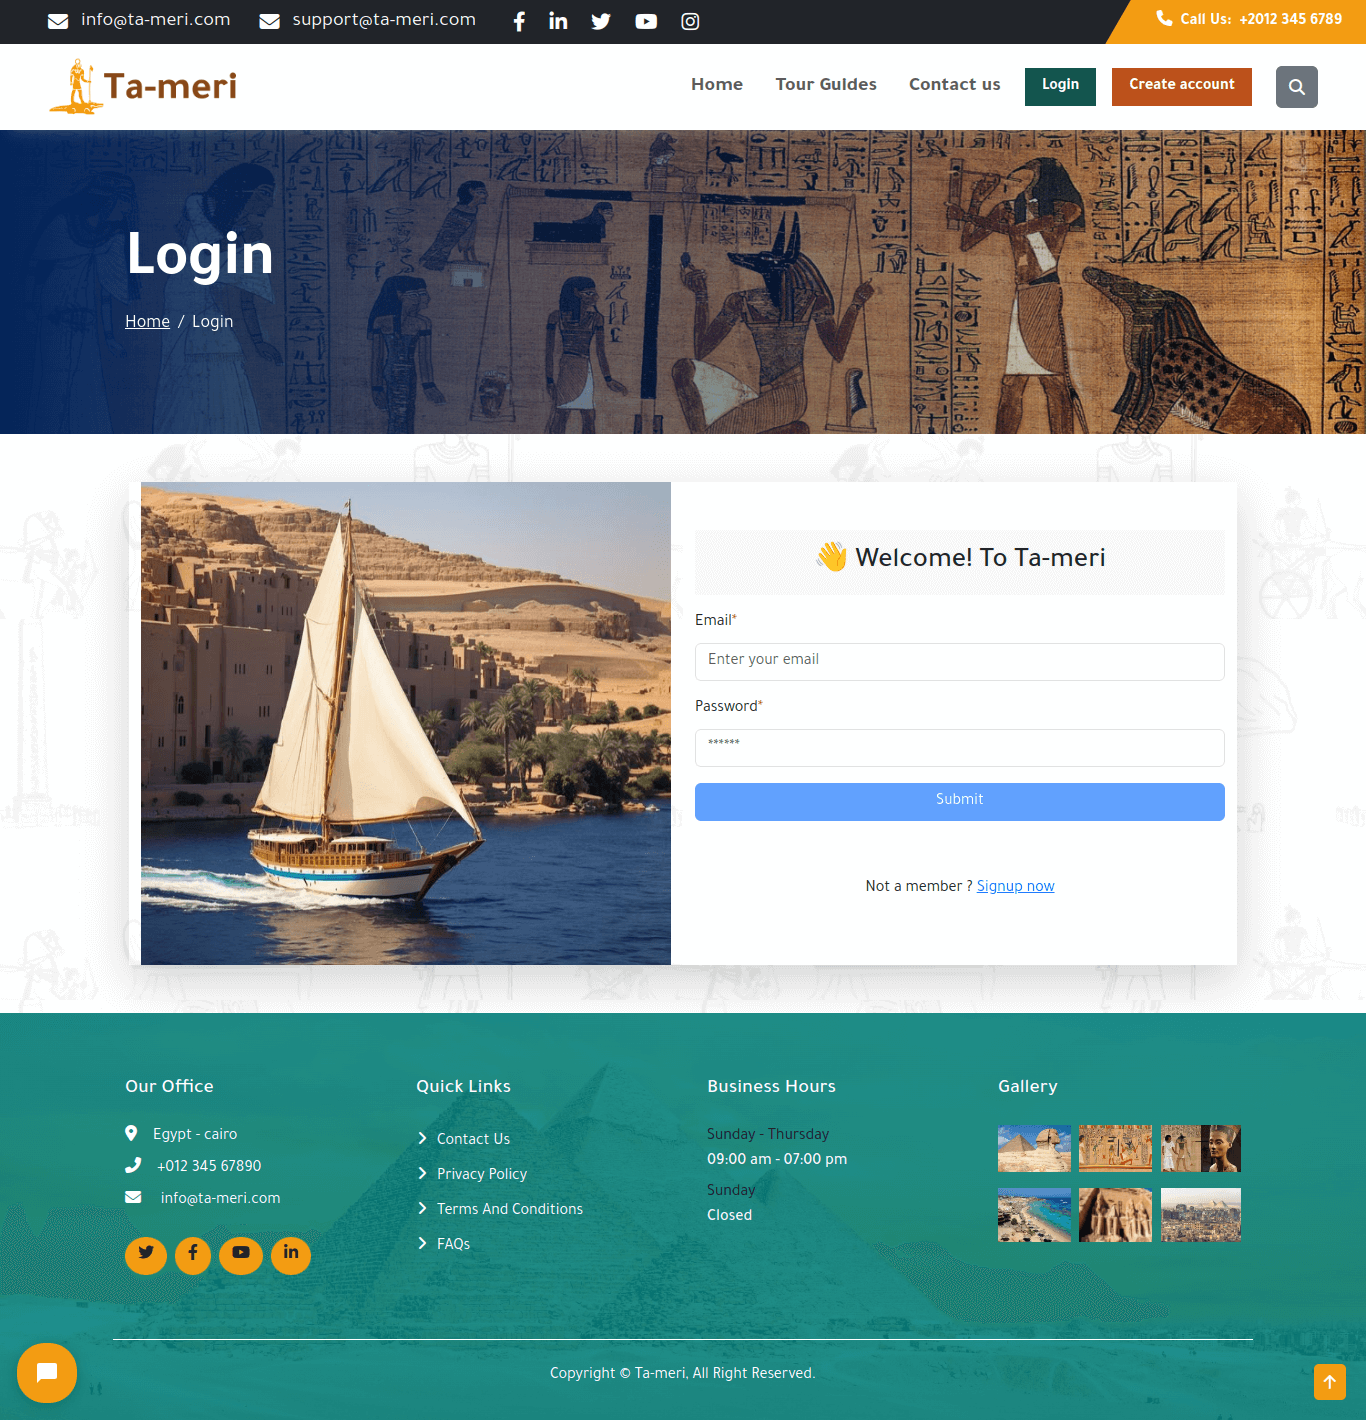 info@ta-meri.com support@ta-meri.com Call Us: +2012 345 6789
Ta-meri Home Tour Guides Contact us Login Create account
Login
Home / Login
👋 Welcome! To Ta-meri
Email*
Enter your email
Password*
******
Submit
Not a member ? Signup now
Our Office
Egypt - cairo
+012 345 67890
info@ta-meri.com
Quick Links
Contact Us
Privacy Policy
Terms And Conditions
FAQs
Business Hours
Sunday - Thursday
09:00 am - 07:00 pm
Sunday
Closed
Gallery
Copyright © Ta-meri, All Right Reserved.